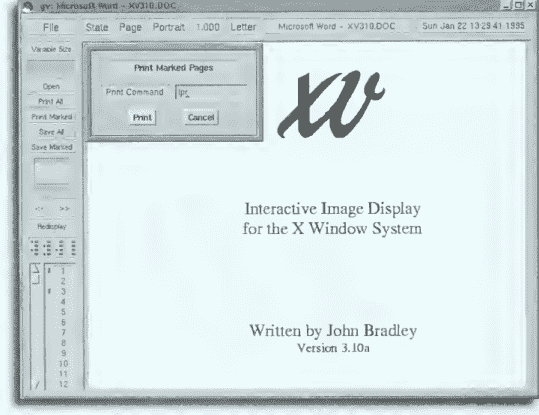 gv: Microsoft Word - XV310.DOC
File State Page Portrait 1.000 Letter Microsoft Word - XV310.DOC Sun Jan 22 13:29:41 1995
Variable Size
Open
Print All
Print Marked
Save All
Save Marked
<< >>
Redisplay
1
2
3
4
5
6
7
8
9
10
11
12
Print Marked Pages
Print Command lpr
Print Cancel
xv
Interactive Image Display
for the X Window System
Written by John Bradley
Version 3.10a